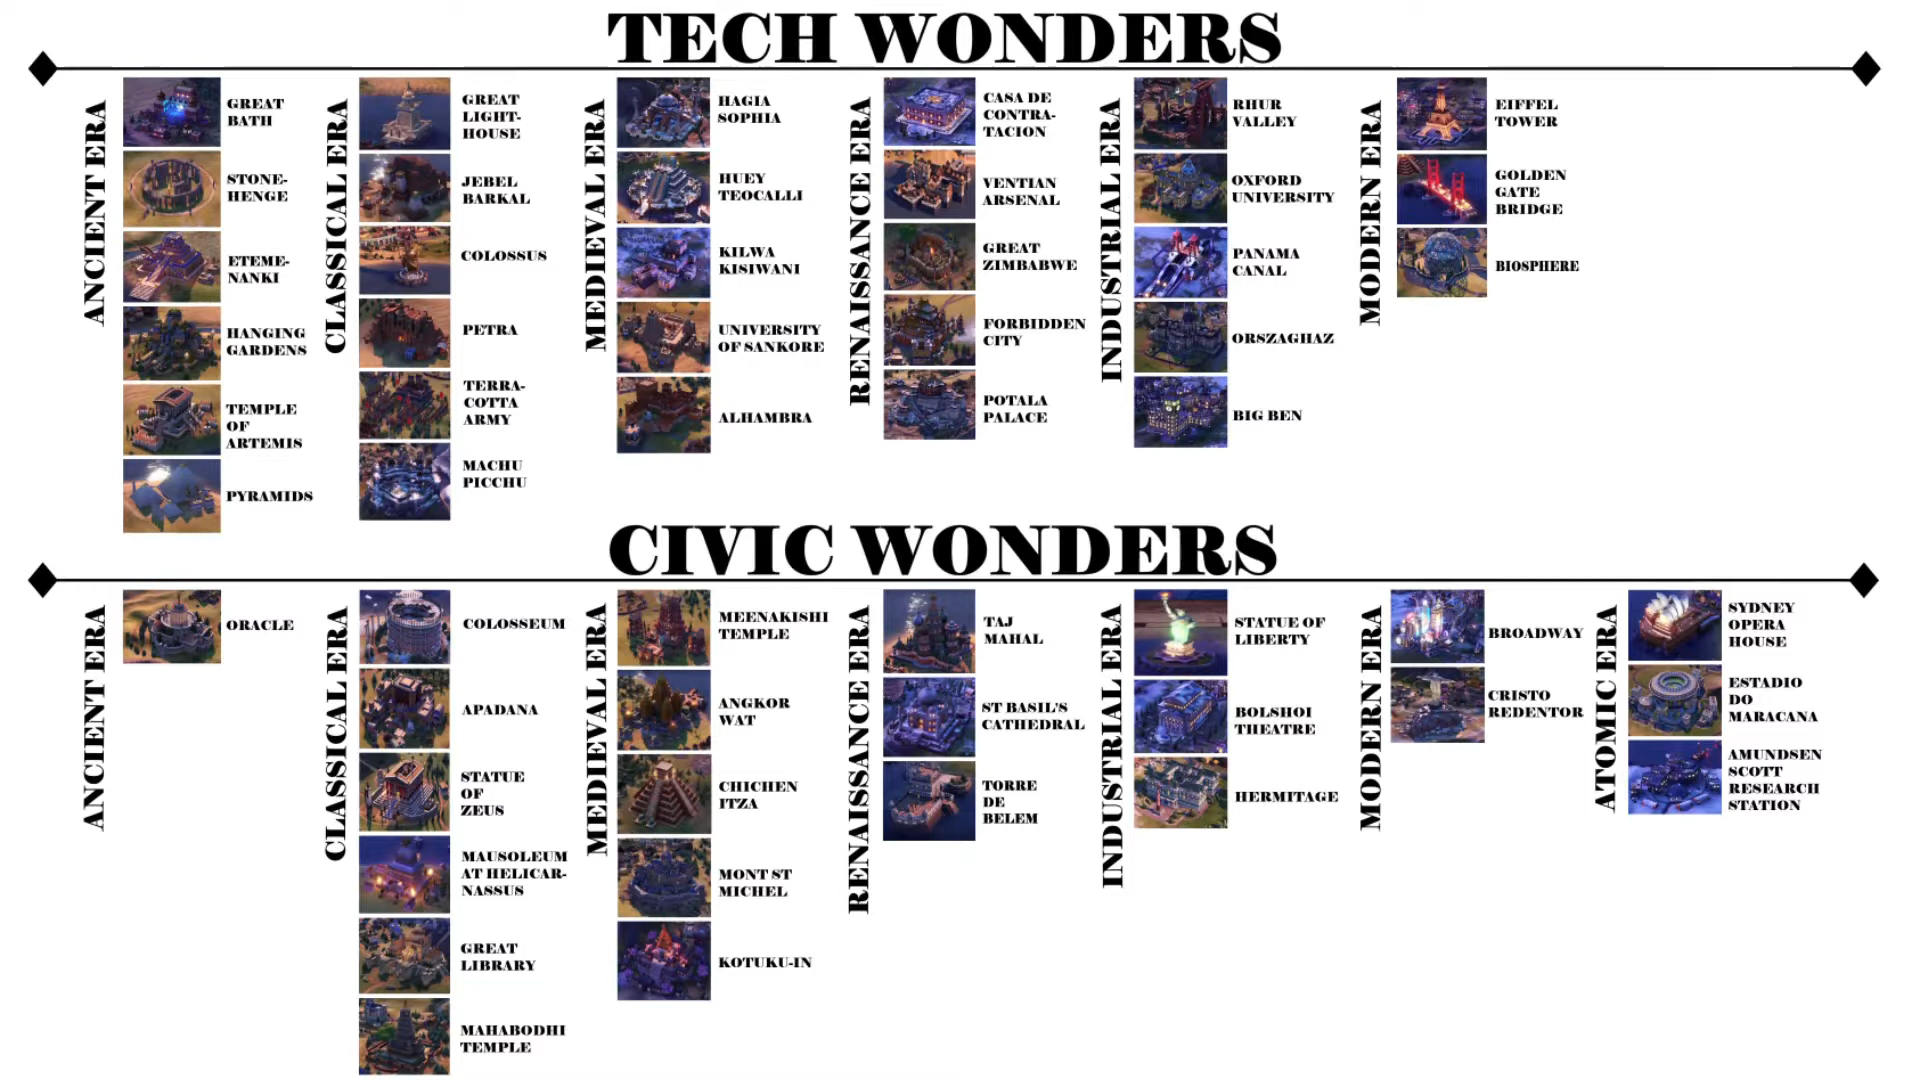 TECH WONDERS
ANCIENT ERA
GREAT
BATH
STONE-
HENGE
ETEME-
NANKI
HANGING
GARDENS
TEMPLE
OF
ARTEMIS
PYRAMIDS
CLASSICAL ERA
GREAT
LIGHT-
HOUSE
JEBEL
BARKAL
COLOSSUS
PETRA
TERRA-
COTTA
ARMY
MACHU
PICCHU
MEDIEVAL ERA
HAGIA
SOPHIA
HUEY
TEOCALLI
KILWA
KISIWANI
UNIVERSITY
OF SANKORE
ALHAMBRA
RENAISSANCE ERA
CASA DE
CONTRA-
TACION
VENTIAN
ARSENAL
GREAT
ZIMBABWE
FORBIDDEN
CITY
POTALA
PALACE
INDUSTRIAL ERA
RHUR
VALLEY
OXFORD
UNIVERSITY
PANAMA
CANAL
ORSZAGHAZ
BIG BEN
MODERN ERA
EIFFEL
TOWER
GOLDEN
GATE
BRIDGE
BIOSPHERE
CIVIC WONDERS
ANCIENT ERA
ORACLE
CLASSICAL ERA
COLOSSEUM
APADANA
STATUE
OF
ZEUS
MAUSOLEUM
AT HELICAR-
NASSUS
GREAT
LIBRARY
MAHABODHI
TEMPLE
MEDIEVAL ERA
MEENAKISHI
TEMPLE
ANGKOR
WAT
CHICHEN
ITZA
MONT ST
MICHEL
KOTUKU-IN
RENAISSANCE ERA
TAJ
MAHAL
ST BASIL'S
CATHEDRAL
TORRE
DE
BELEM
INDUSTRIAL ERA
STATUE OF
LIBERTY
BOLSHOI
THEATRE
HERMITAGE
MODERN ERA
BROADWAY
CRISTO
REDENTOR
ATOMIC ERA
SYDNEY
OPERA
HOUSE
ESTADIO
DO
MARACANA
AMUNDSEN
SCOTT
RESEARCH
STATION